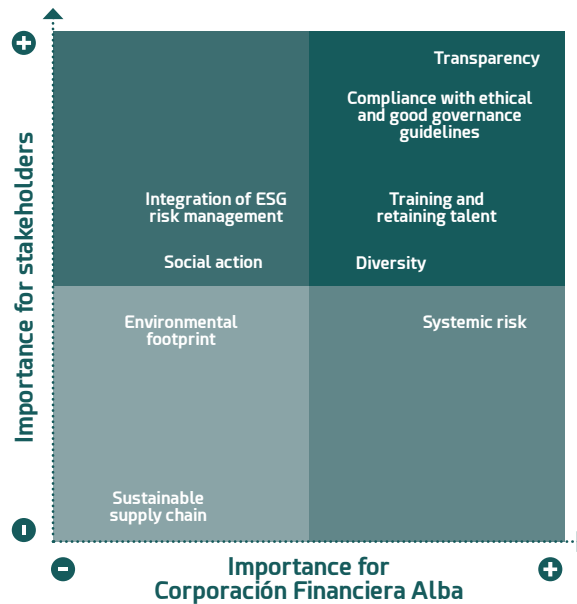 Transparency
Compliance with ethical
and good governance
guidelines
Integration of ESG
risk management
Training and
retaining talent
Social action
Diversity
Environmental
footprint
Systemic risk
Sustainable
supply chain
Importance for stakeholders
Importance for
Corporación Financiera Alba